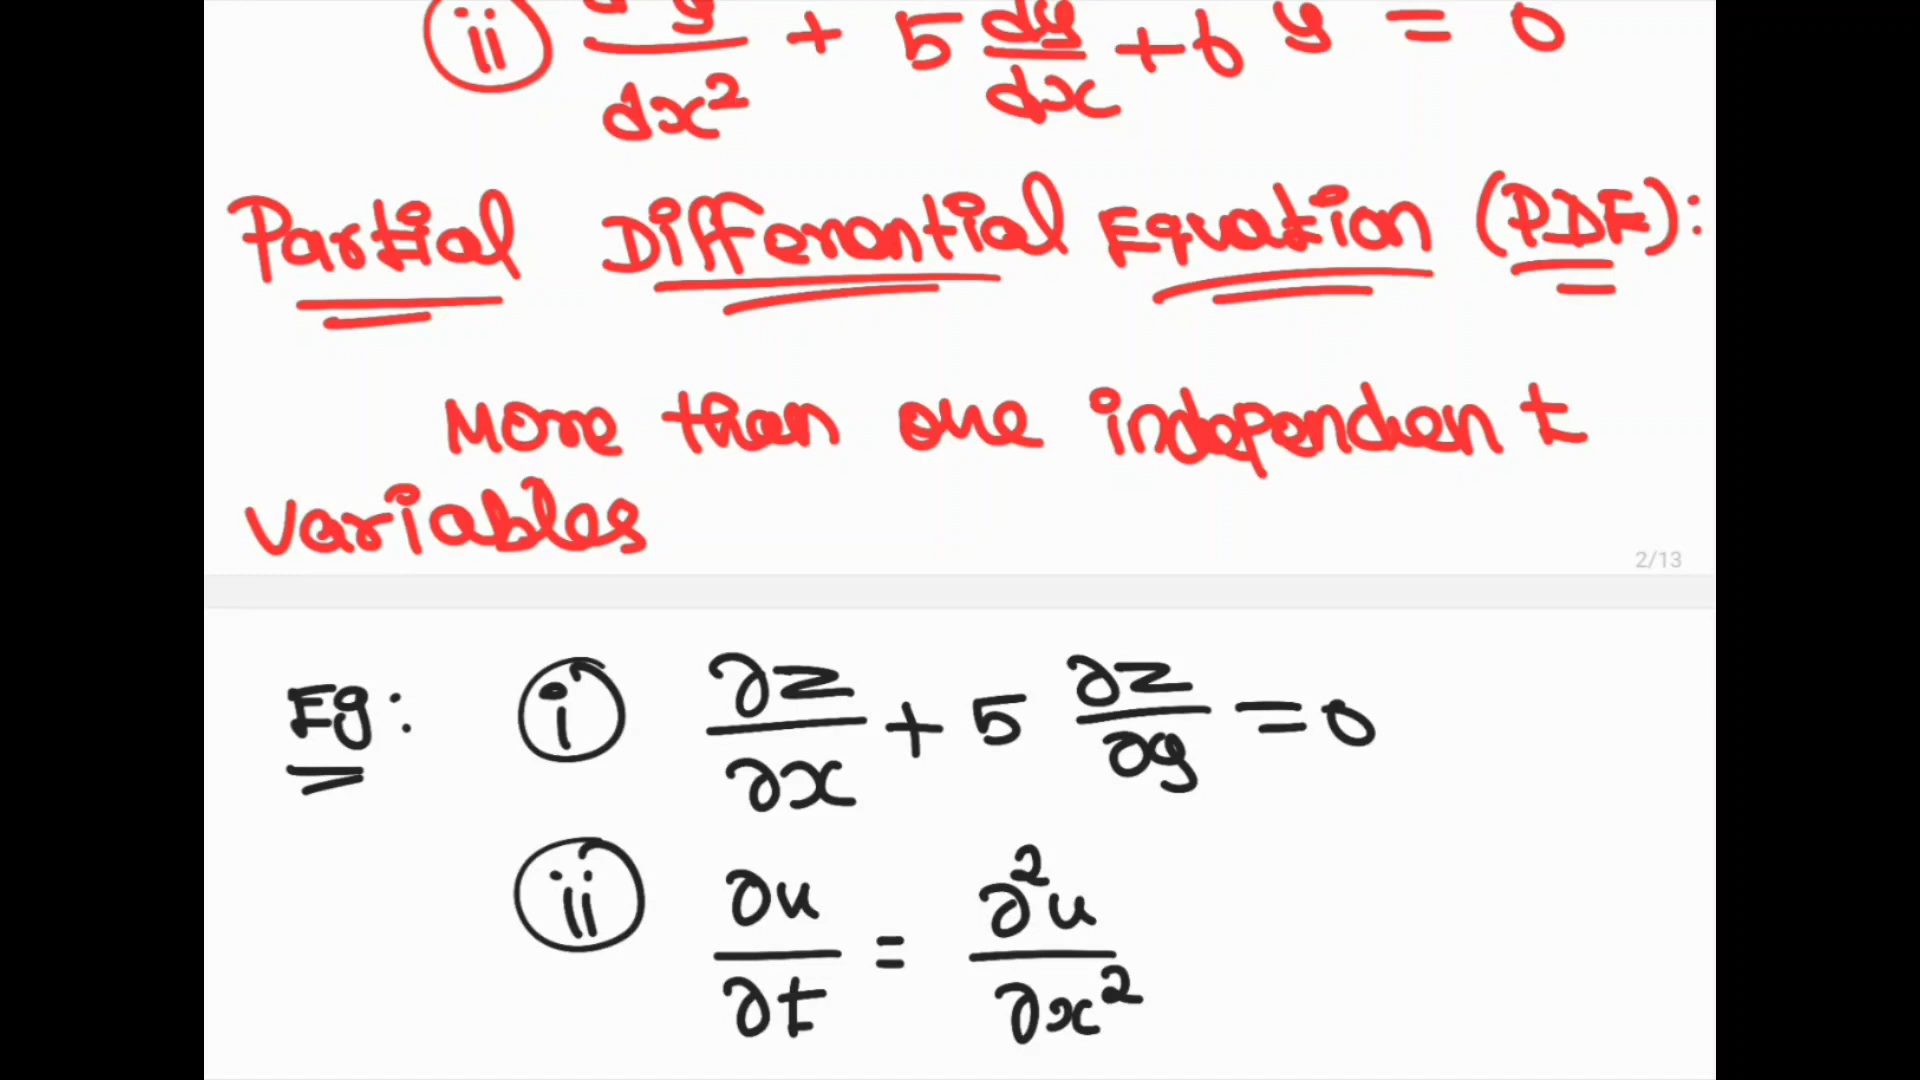 ii d²y/dx² + 5 dy/dx + 6 y = 0
Partial Differential Equation (PDE):
More than one independent
variables
2/13
Eg: i ∂z/∂x + 5 ∂z/∂y = 0
ii ∂u/∂t = ∂²u/∂x²